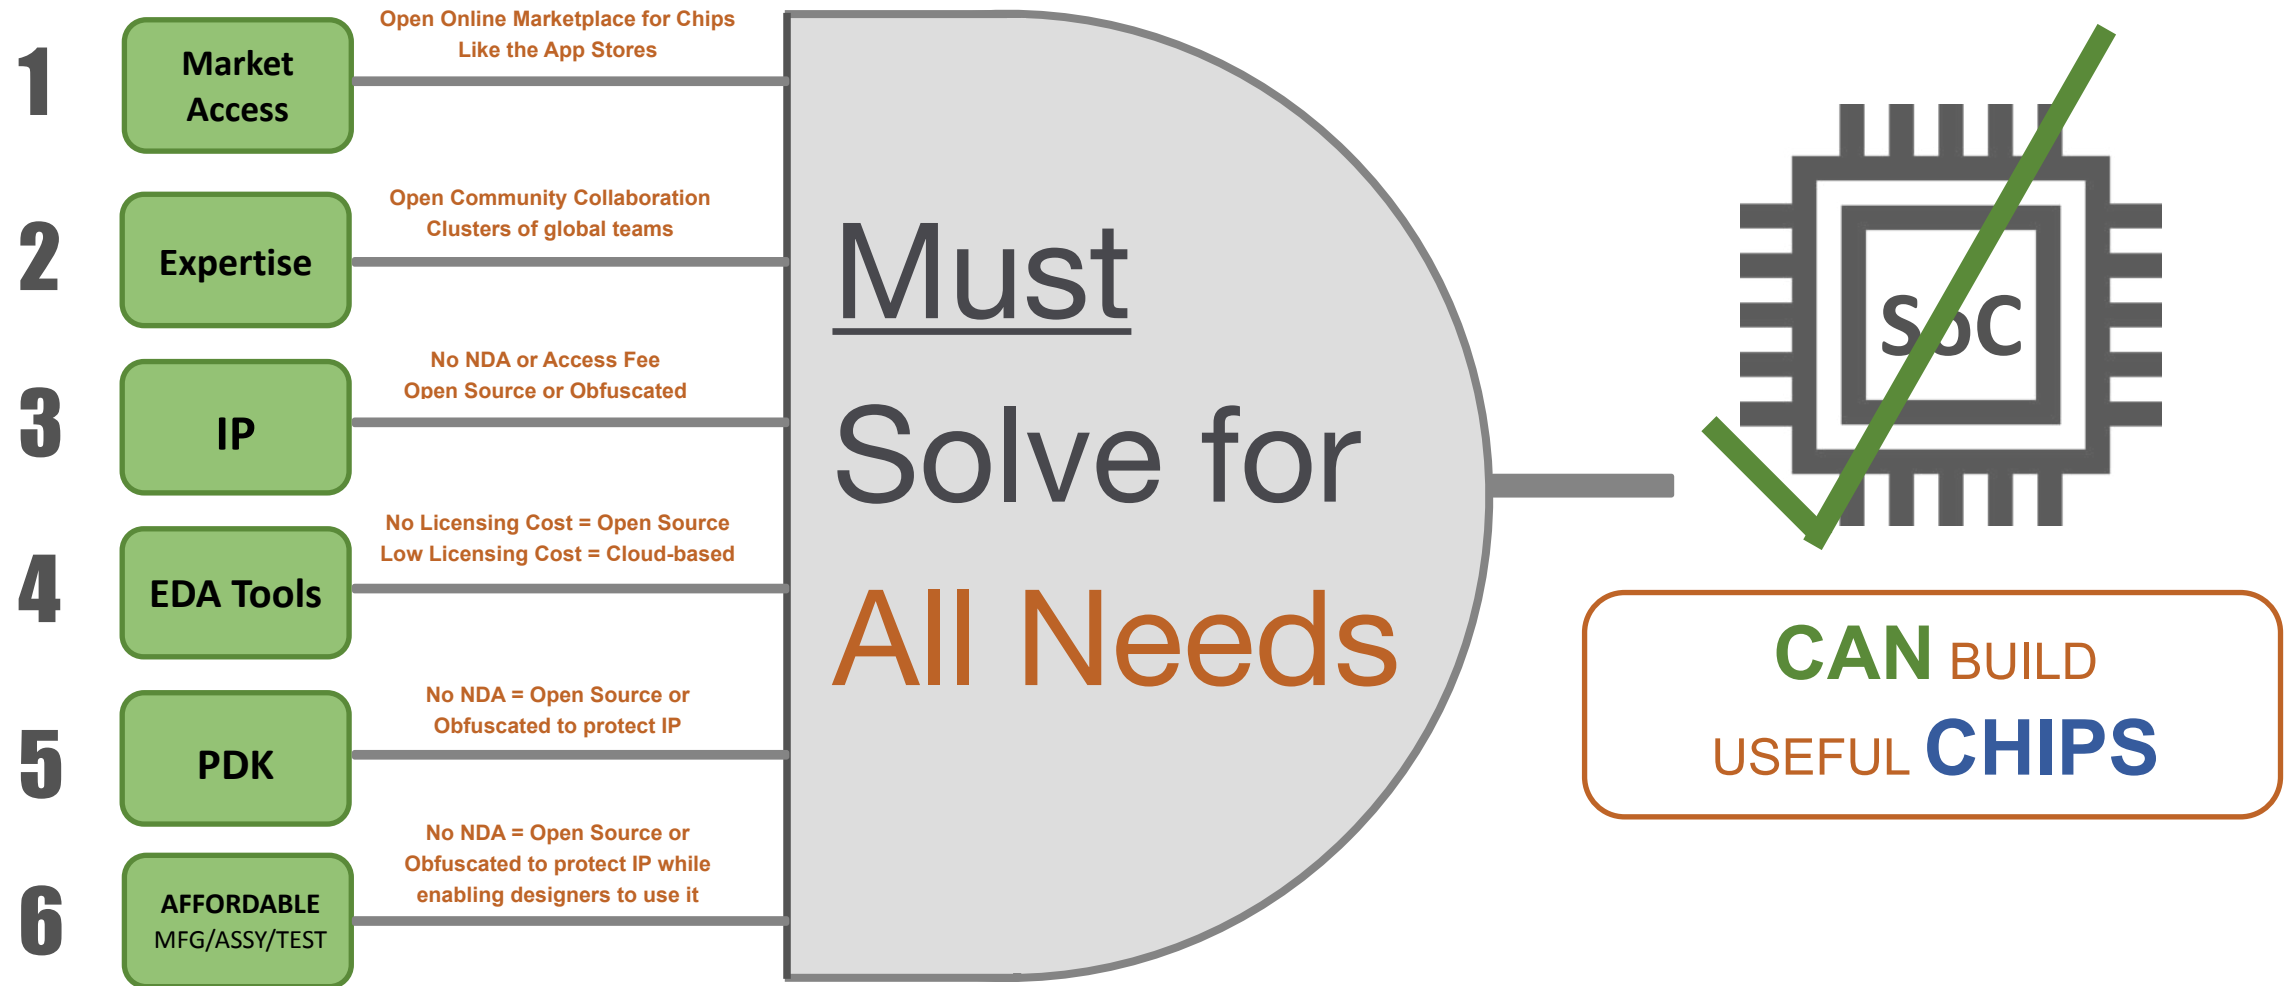 1
Market
Access
Open Online Marketplace for Chips
Like the App Stores
2
Expertise
Open Community Collaboration
Clusters of global teams
3
IP
No NDA or Access Fee
Open Source or Obfuscated
4
EDA Tools
No Licensing Cost = Open Source
Low Licensing Cost = Cloud-based
5
PDK
No NDA = Open Source or
Obfuscated to protect IP
6
AFFORDABLE
MFG/ASSY/TEST
No NDA = Open Source or
Obfuscated to protect IP while
enabling designers to use it
Must
Solve for
All Needs
SoC
CAN BUILD
USEFUL CHIPS